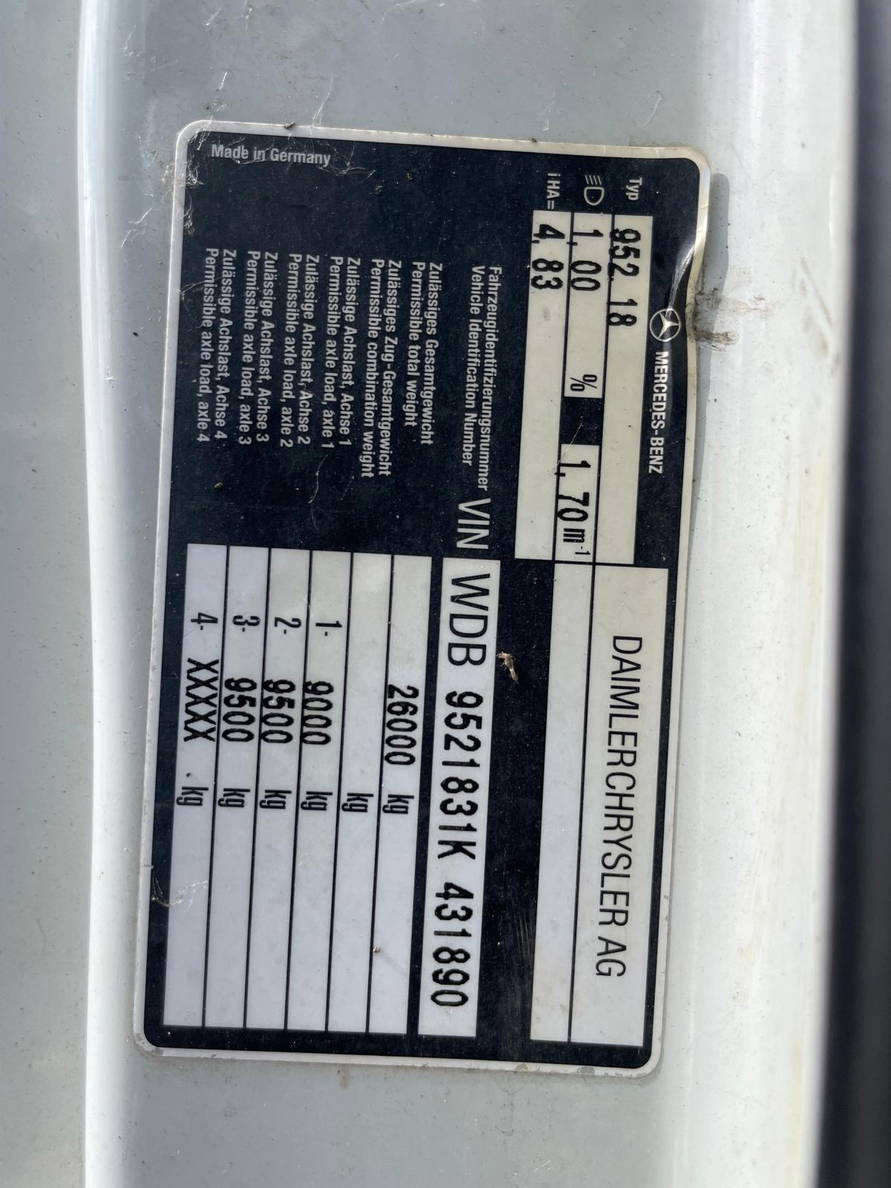 MERCEDES-BENZ
DAIMLERCHRYSLER AG
Typ 952.18
1,00 % 1,70 m-1
i HA= 4,83
Fahrzeugidentifizierungsnummer
Vehicle Identification Number
VIN WDB 9521831K 431890
Zulässiges Gesamtgewicht
Permissible total weight
26000 kg
Zulässiges Zug-Gesamtgewicht
Permissible combination weight
kg
Zulässige Achslast, Achse 1
Permissible axle load, axle 1
1- 9000 kg
Zulässige Achslast, Achse 2
Permissible axle load, axle 2
2- 9500 kg
Zulässige Achslast, Achse 3
Permissible axle load, axle 3
3- 9500 kg
Zulässige Achslast, Achse 4
Permissible axle load, axle 4
4- XXXXX kg
Made in Germany